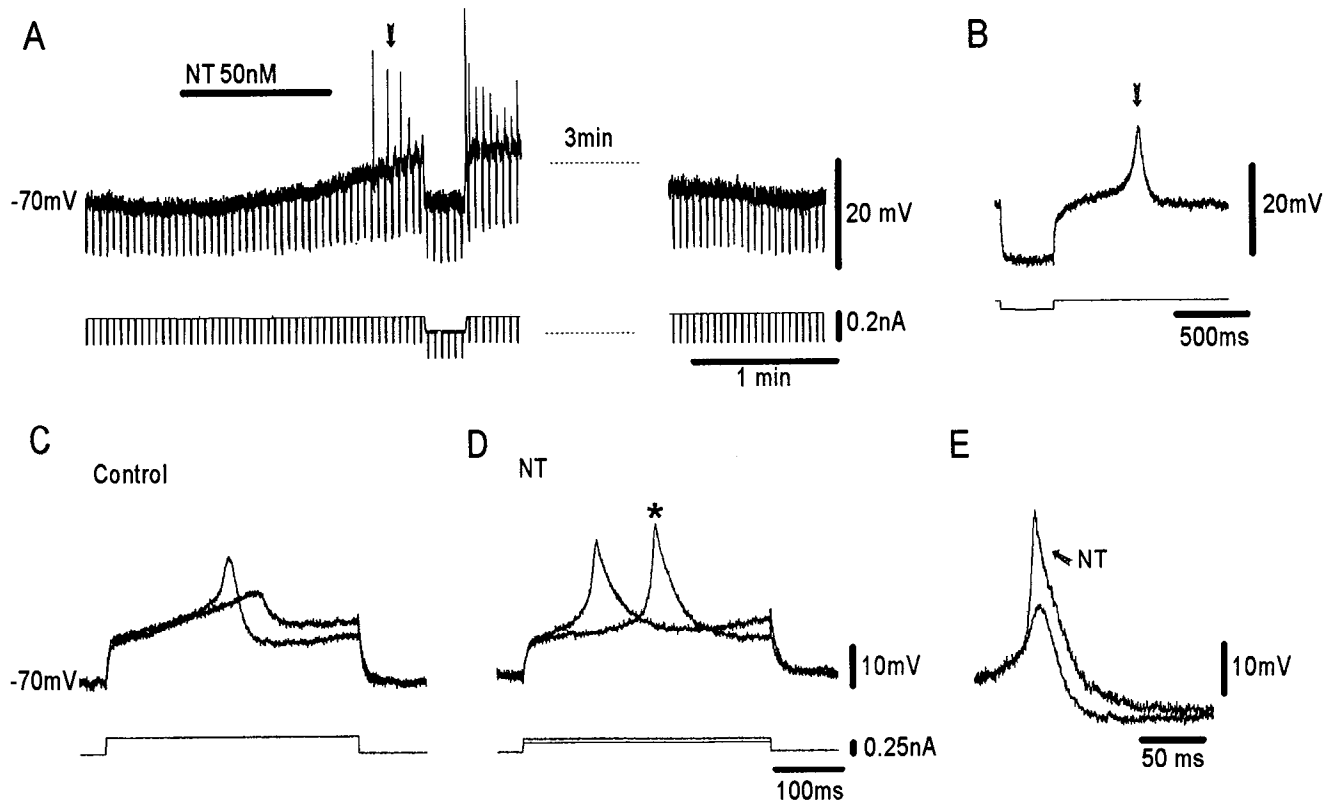 A
NT 50nM
-70mV
3min
20 mV
0.2nA
1 min
B
20mV
500ms
C
Control
-70mV
D
NT
*
10mV
0.25nA
100ms
E
NT
10mV
50 ms